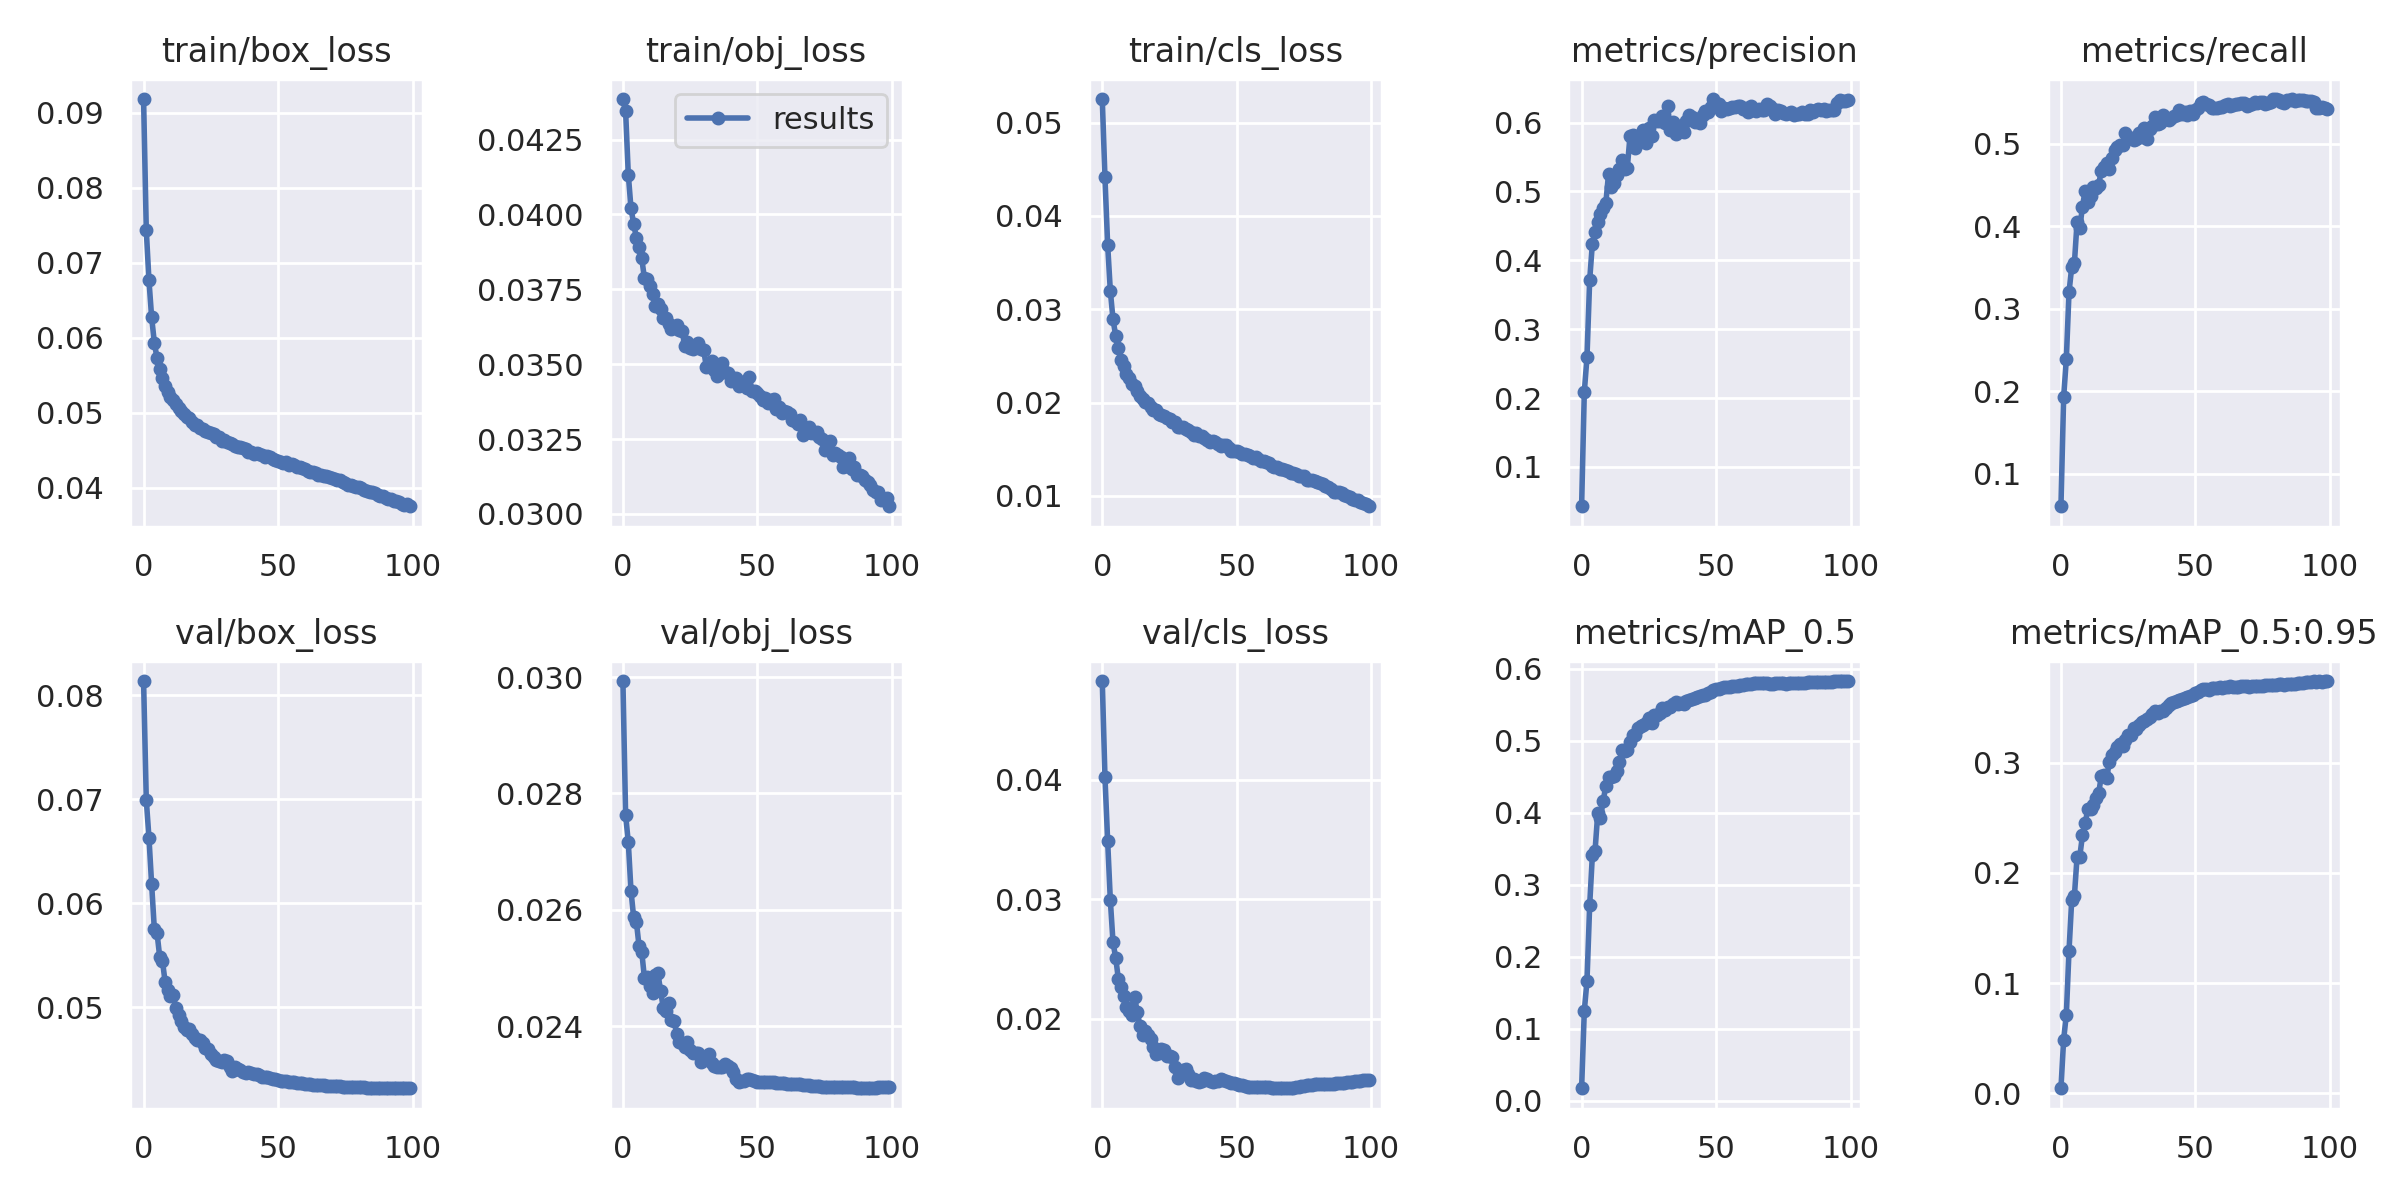 train/box_loss
train/obj_loss
train/cls_loss
metrics/precision
metrics/recall
results
0.09
0.08
0.07
0.06
0.05
0.04
0 50 100
0.0425
0.0400
0.0375
0.0350
0.0325
0.0300
0 50 100
0.05
0.04
0.03
0.02
0.01
0 50 100
0.6
0.5
0.4
0.3
0.2
0.1
0 50 100
0.5
0.4
0.3
0.2
0.1
0 50 100
val/box_loss
val/obj_loss
val/cls_loss
metrics/mAP_0.5
metrics/mAP_0.5:0.95
0.08
0.07
0.06
0.05
0 50 100
0.030
0.028
0.026
0.024
0 50 100
0.04
0.03
0.02
0 50 100
0.6
0.5
0.4
0.3
0.2
0.1
0.0
0 50 100
0.3
0.2
0.1
0.0
0 50 100